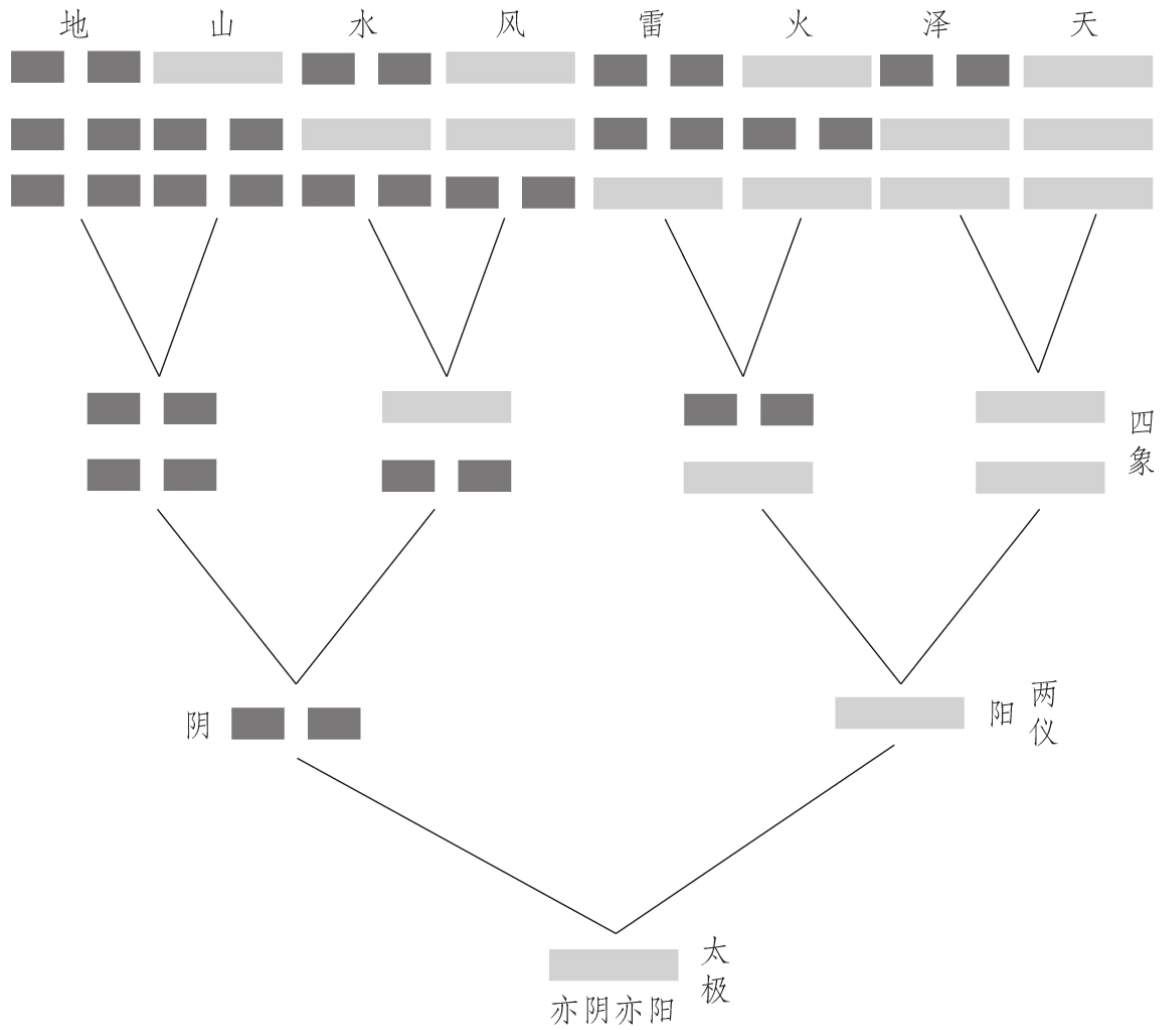 地 山 水 风 雷 火 泽 天
四象
阴
阳
两仪
太极
亦阴亦阳